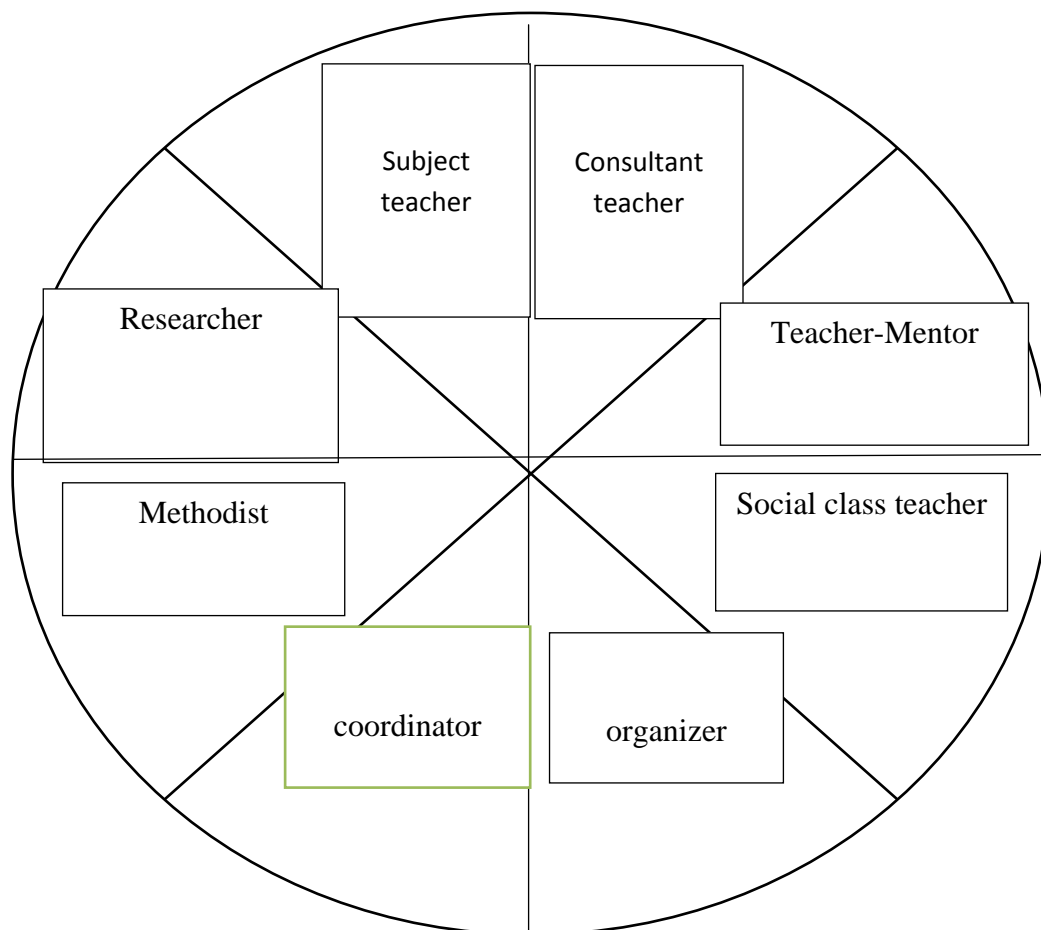 Subject
teacher
Consultant
teacher
Researcher
Teacher-Mentor
Methodist
Social class teacher
coordinator
organizer